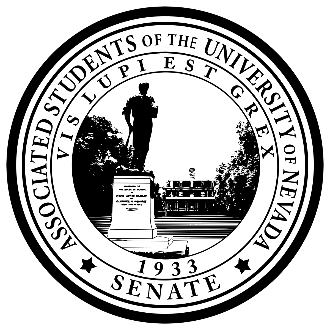 ASSOCIATED STUDENTS OF THE UNIVERSITY OF NEVADA
VIS LUPI EST GREX
1933
SENATE